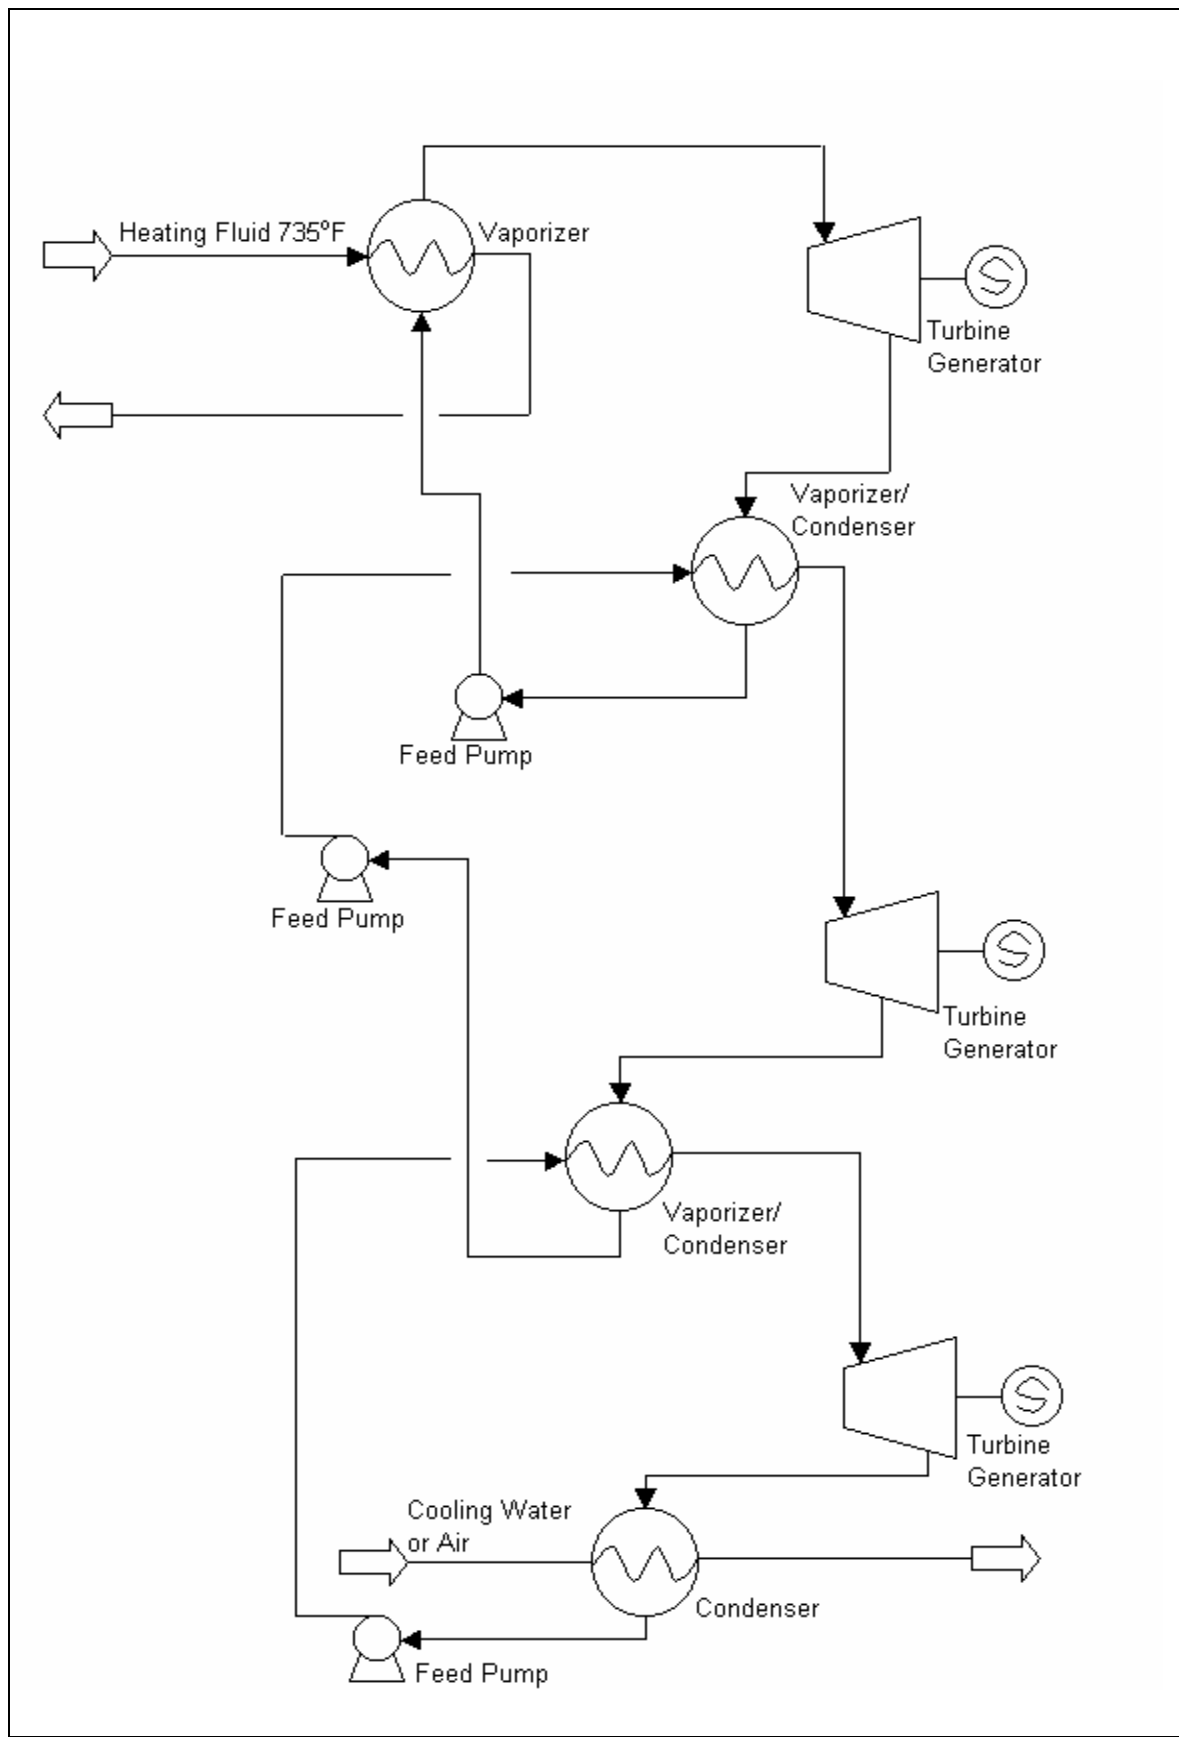 Heating Fluid 735ºF
Vaporizer
Turbine
Generator
Vaporizer/
Condenser
Feed Pump
Feed Pump
Turbine
Generator
Vaporizer/
Condenser
Turbine
Generator
Cooling Water
or Air
Condenser
Feed Pump